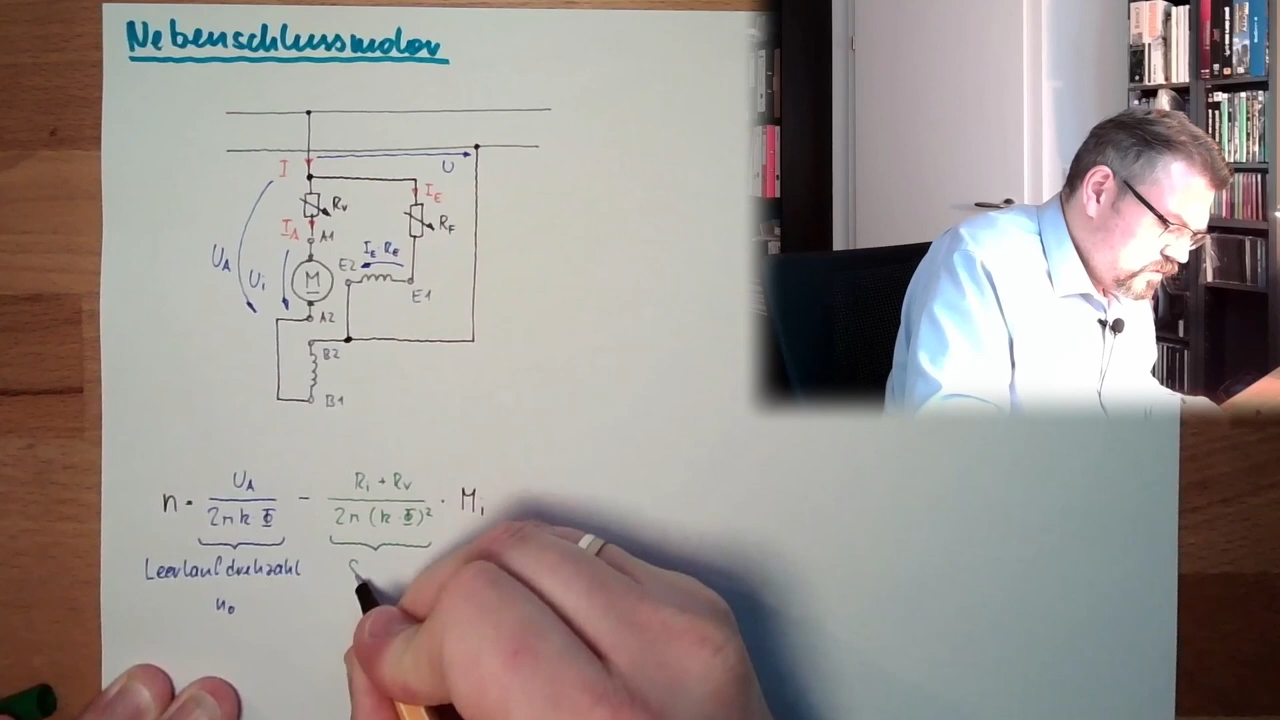 Nebenschlussmotor
I
U
I_E
R_V
R_F
I_A
A1
U_A
U_i
M
I_E · R_E
E2
E1
A2
B2
B1
n = U_A / 2π k · Φ - R_i + R_V / 2π (k · Φ)² · M_i
Leerlaufdrehzahl
n_0